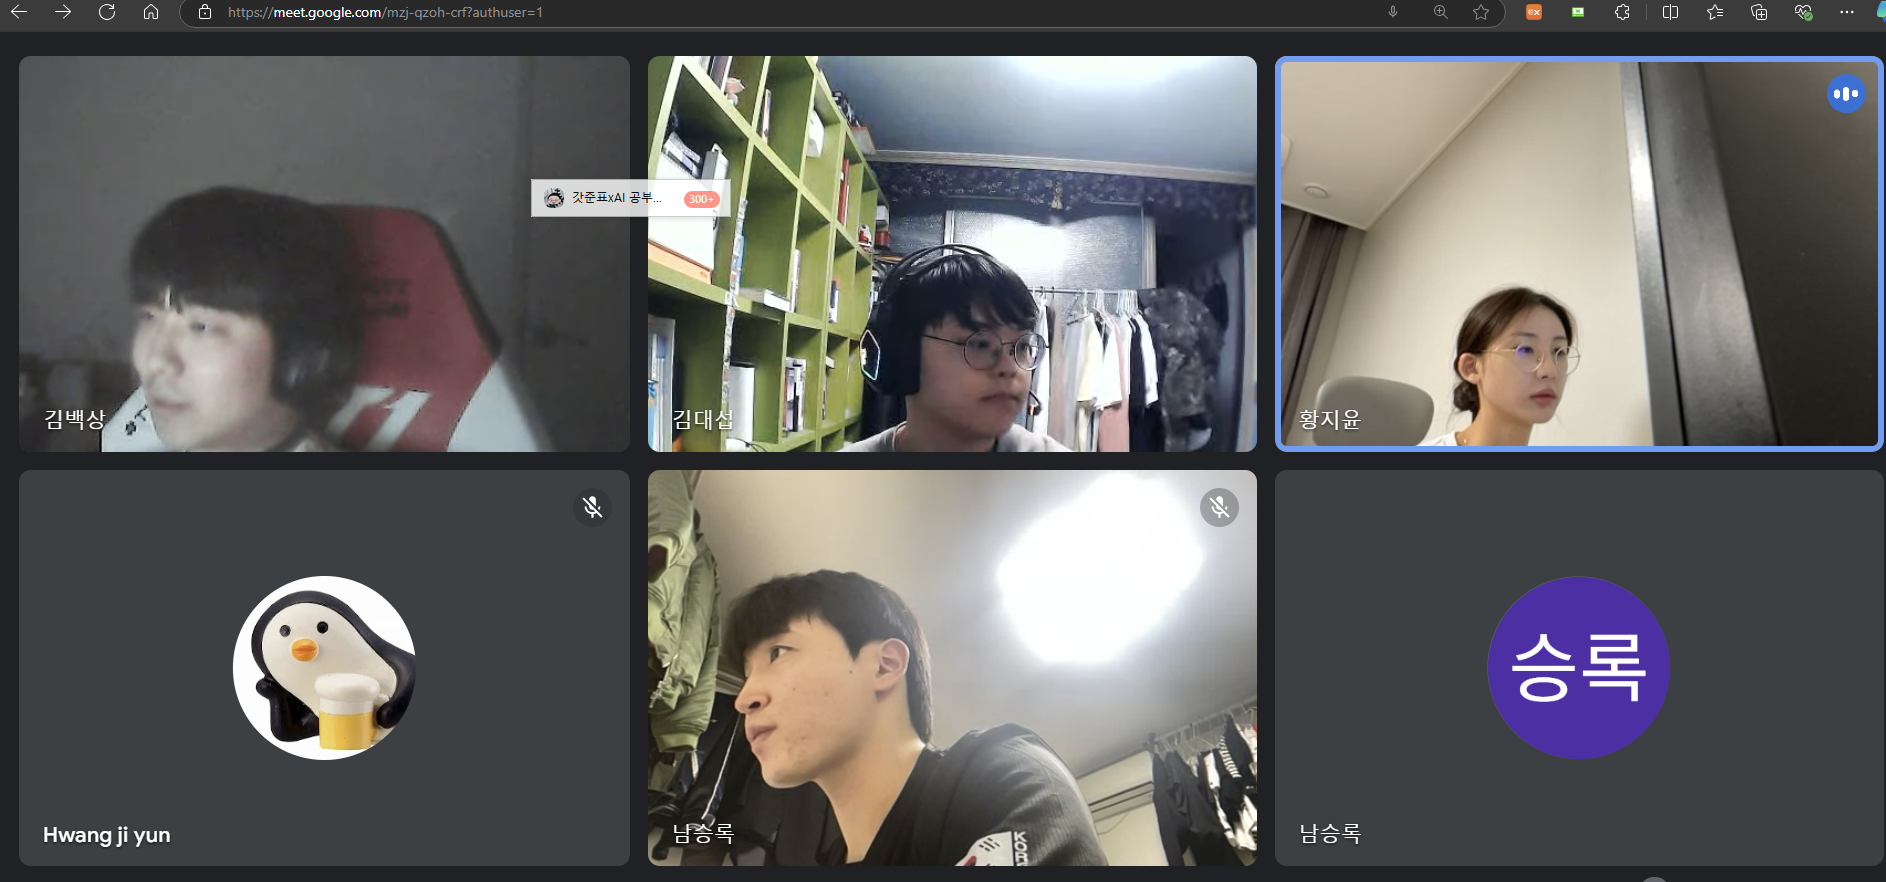 https://meet.google.com/mzj-qzoh-crf?authuser=1
EX
갓준표xAI 공부...
300+
김백상
T1
김대섭
황지윤
Hwang ji yun
남승록
승록
남승록